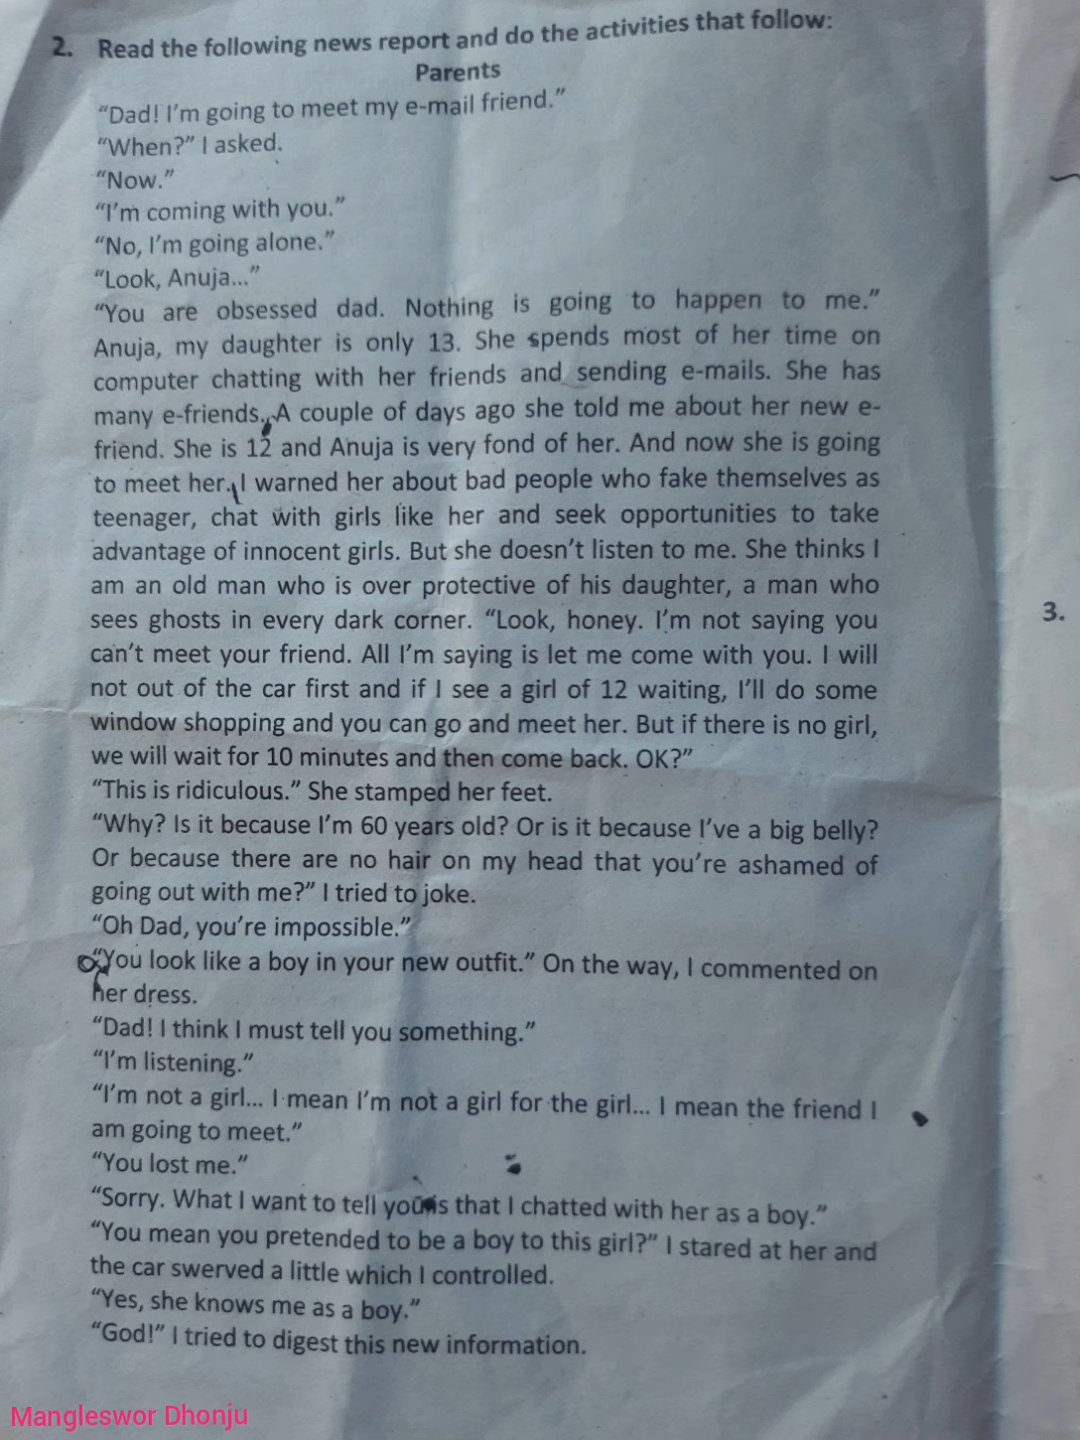 2. Read the following news report and do the activities that follow:
Parents
“Dad! I’m going to meet my e-mail friend.”
“When?” I asked.
“Now.”
“I’m coming with you.”
“No, I’m going alone.”
“Look, Anuja...”
“You are obsessed dad. Nothing is going to happen to me.”
Anuja, my daughter is only 13. She spends most of her time on
computer chatting with her friends and sending e-mails. She has
many e-friends. A couple of days ago she told me about her new e-
friend. She is 12 and Anuja is very fond of her. And now she is going
to meet her. I warned her about bad people who fake themselves as
teenager, chat with girls like her and seek opportunities to take
advantage of innocent girls. But she doesn’t listen to me. She thinks I
am an old man who is over protective of his daughter, a man who
sees ghosts in every dark corner. “Look, honey. I’m not saying you
can’t meet your friend. All I’m saying is let me come with you. I will
not out of the car first and if I see a girl of 12 waiting, I’ll do some
window shopping and you can go and meet her. But if there is no girl,
we will wait for 10 minutes and then come back. OK?”
“This is ridiculous.” She stamped her feet.
“Why? Is it because I’m 60 years old? Or is it because I’ve a big belly?
Or because there are no hair on my head that you’re ashamed of
going out with me?” I tried to joke.
“Oh Dad, you’re impossible.”
“You look like a boy in your new outfit.” On the way, I commented on
her dress.
“Dad! I think I must tell you something.”
“I’m listening.”
“I’m not a girl... I mean I’m not a girl for the girl... I mean the friend I
am going to meet.”
“You lost me.”
“Sorry. What I want to tell you is that I chatted with her as a boy.”
“You mean you pretended to be a boy to this girl?” I stared at her and
the car swerved a little which I controlled.
“Yes, she knows me as a boy.”
“God!” I tried to digest this new information.
3.
Mangleswor Dhonju